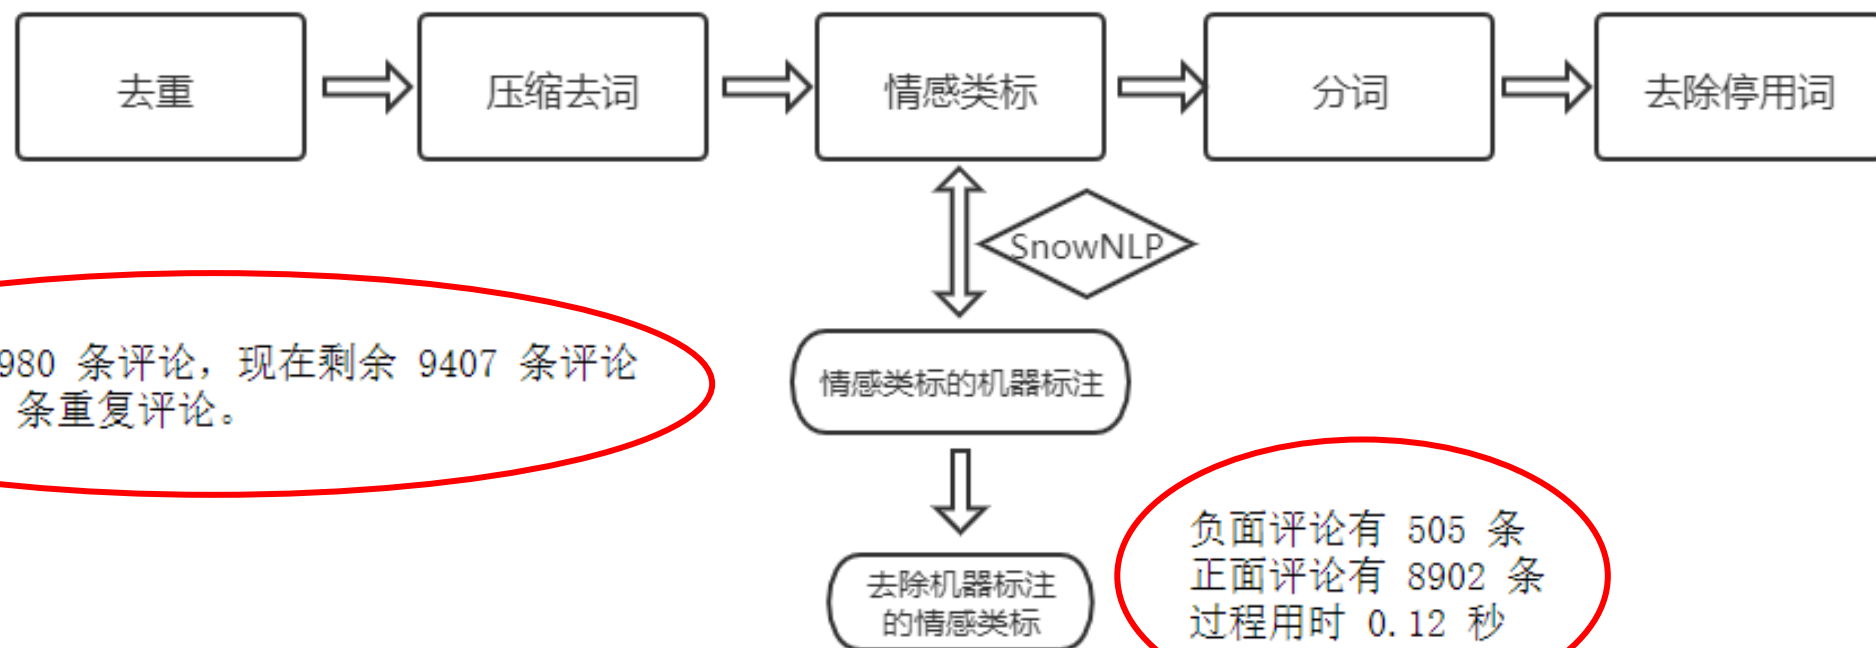 去重
压缩去词
情感类标
分词
去除停用词
SnowNLP
980 条评论，现在剩余 9407 条评论
条重复评论。
情感类标的机器标注
去除机器标注
的情感类标
负面评论有 505 条
正面评论有 8902 条
过程用时 0.12 秒